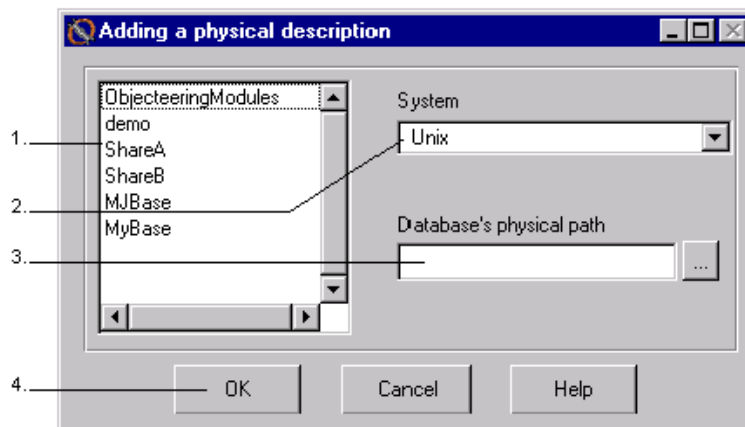 Adding a physical description
ObjecteeringModules
demo
ShareA
ShareB
MJBase
MyBase
System
Unix
Database's physical path
...
OK
Cancel
Help
1.
2.
3.
4.